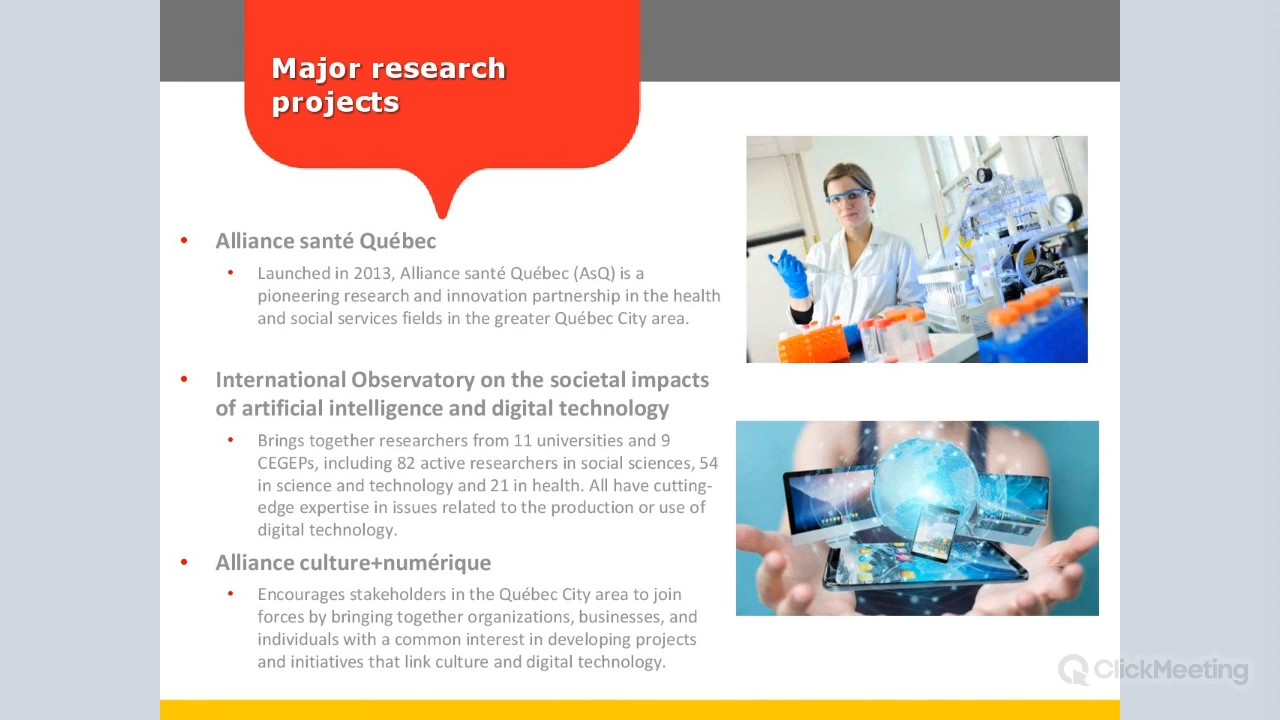 Major research
projects
• Alliance santé Québec
• Launched in 2013, Alliance santé Québec (AsQ) is a
pioneering research and innovation partnership in the health
and social services fields in the greater Québec City area.
• International Observatory on the societal impacts
of artificial intelligence and digital technology
• Brings together researchers from 11 universities and 9
CEGEPs, including 82 active researchers in social sciences, 54
in science and technology and 21 in health. All have cutting-
edge expertise in issues related to the production or use of
digital technology.
• Alliance culture+numérique
• Encourages stakeholders in the Québec City area to join
forces by bringing together organizations, businesses, and
individuals with a common interest in developing projects
and initiatives that link culture and digital technology.
ClickMeeting